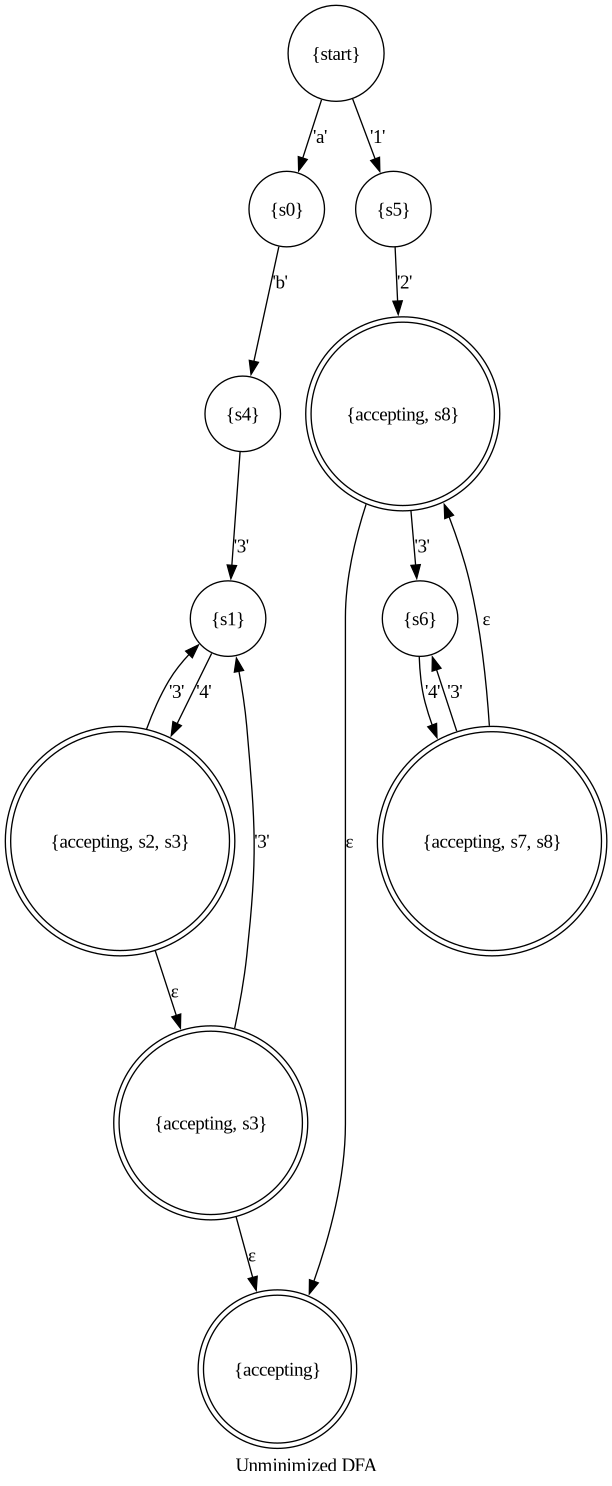 {start}
'a'
'1'
{s0}
{s5}
'b'
'2'
{s4}
{accepting, s8}
'3'
'3'
{s1}
{s6}
ε
'3'
'4'
'4'
'3'
{accepting, s2, s3}
'3'
ε
{accepting, s7, s8}
ε
{accepting, s3}
ε
{accepting}
Unminimized DFA